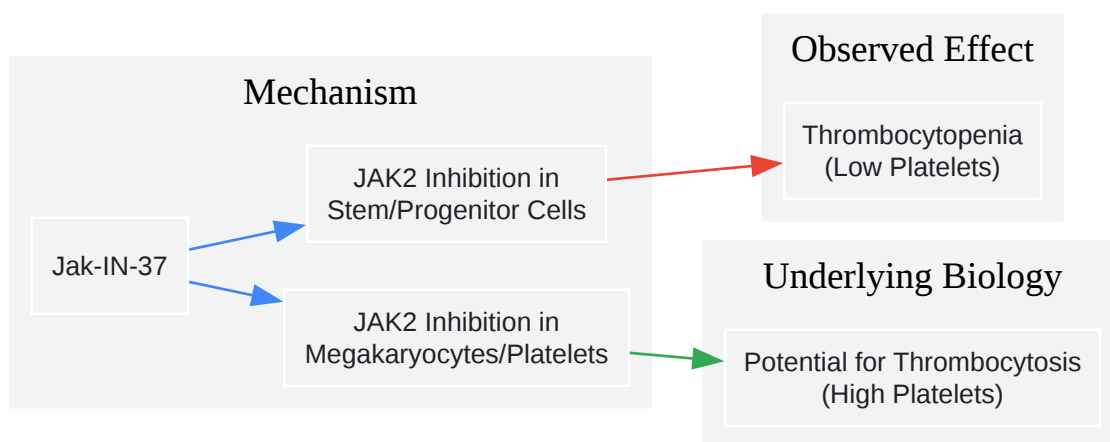 Observed Effect
Mechanism
Thrombocytopenia
(Low Platelets)
JAK2 Inhibition in
Stem/Progenitor Cells
Jak-IN-37
Underlying Biology
JAK2 Inhibition in
Megakaryocytes/Platelets
Potential for Thrombocytosis
(High Platelets)